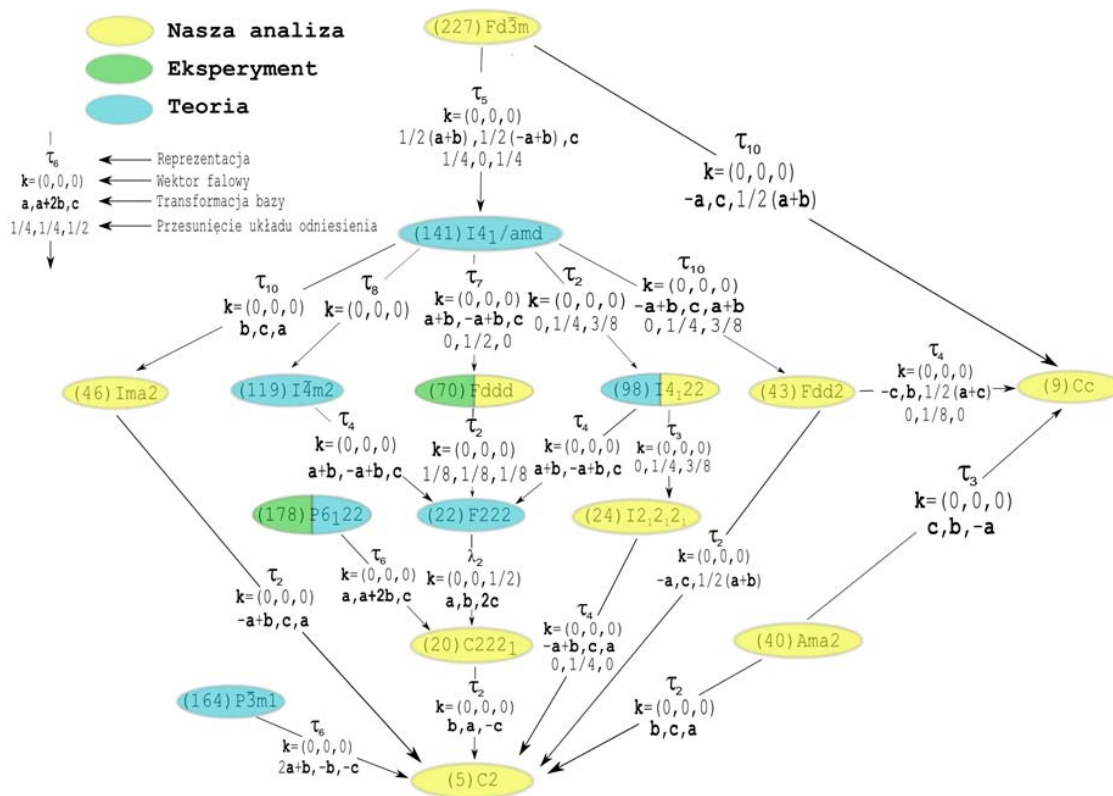 Nasza analiza
Eksperyment
Teoria
τ₆
k=(0,0,0)
a,a+2b,c
1/4,1/4,1/2
Reprezentacja
Wektor falowy
Transformacja bazy
Przesunięcie układu odniesienia
(227)Fd3̅m
τ₅
k=(0,0,0)
1/2(a+b),1/2(-a+b),c
1/4,0,1/4
τ₁₀
k=(0,0,0)
-a,c,1/2(a+b)
(141)I4₁/amd
τ₁₀
k=(0,0,0)
b,c,a
τ₈
k=(0,0,0)
τ₇
k=(0,0,0)
a+b,-a+b,c
0,1/2,0
τ₂
k=(0,0,0)
0,1/4,3/8
τ₁₀
k=(0,0,0)
-a+b,c,a+b
0,1/4,3/8
(46)Ima2
(119)I4̅m2
(70)Fddd
(98)I4₁22
(43)Fdd2
τ₄
k=(0,0,0)
-c,b,1/2(a+c)
0,1/8,0
(9)Cc
τ₄
k=(0,0,0)
a+b,-a+b,c
τ₂
k=(0,0,0)
1/8,1/8,1/8
τ₄
k=(0,0,0)
a+b,-a+b,c
τ₃
k=(0,0,0)
0,1/4,3/8
τ₃
k=(0,0,0)
c,b,-a
(178)P6₁22
(22)F222
(24)I2₁2₁2₁
τ₂
k=(0,0,0)
-a+b,c,a
τ₆
k=(0,0,0)
a,a+2b,c
λ₂
k=(0,0,1/2)
a,b,2c
τ₂
k=(0,0,0)
-a,c,1/2(a+b)
τ₄
k=(0,0,0)
-a+b,c,a
0,1/4,0
(20)C222₁
(40)Ama2
τ₂
k=(0,0,0)
b,a,-c
τ₂
k=(0,0,0)
b,c,a
(164)P3̅m1
τ₆
k=(0,0,0)
2a+b,-b,-c
(5)C2